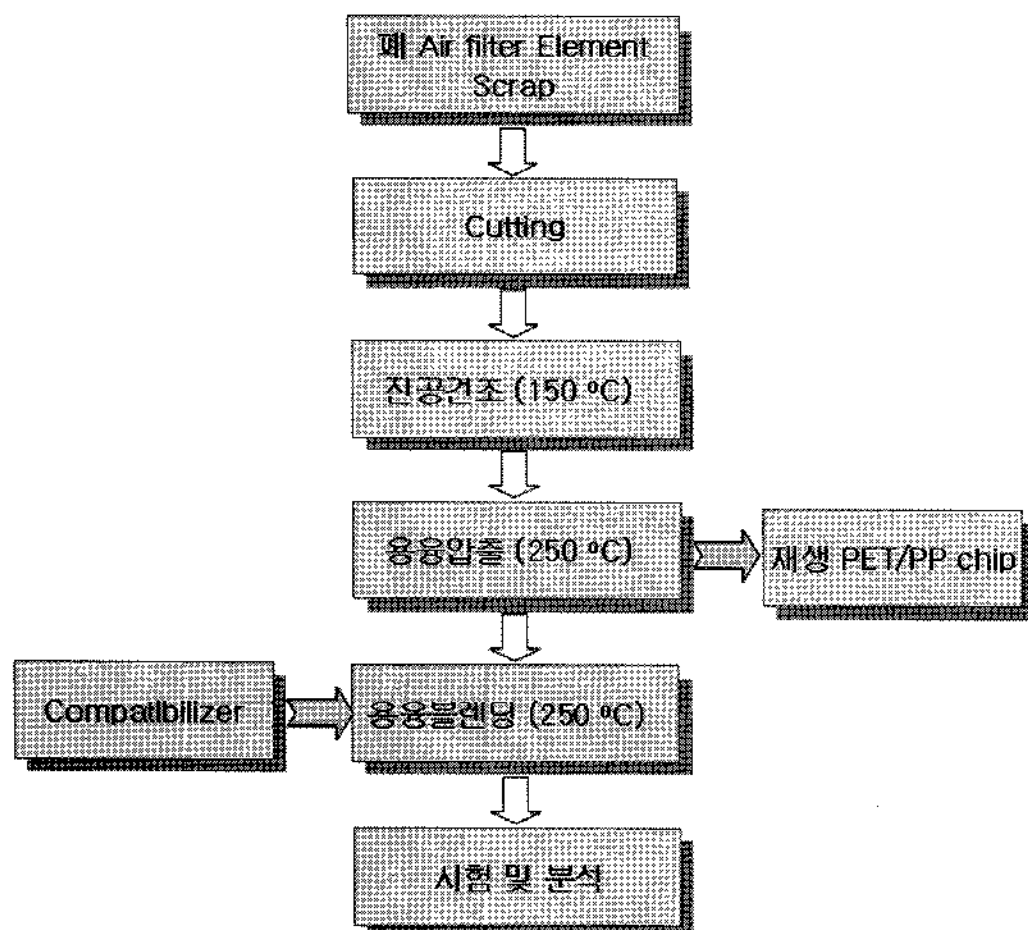 폐 Air filter Element
Scrap
Cutting
진공건조 (150 ºC)
용융압출 (250 ºC)
재생 PET/PP chip
Compatibilizer
용융블렌딩 (250 ºC)
시험 및 분석